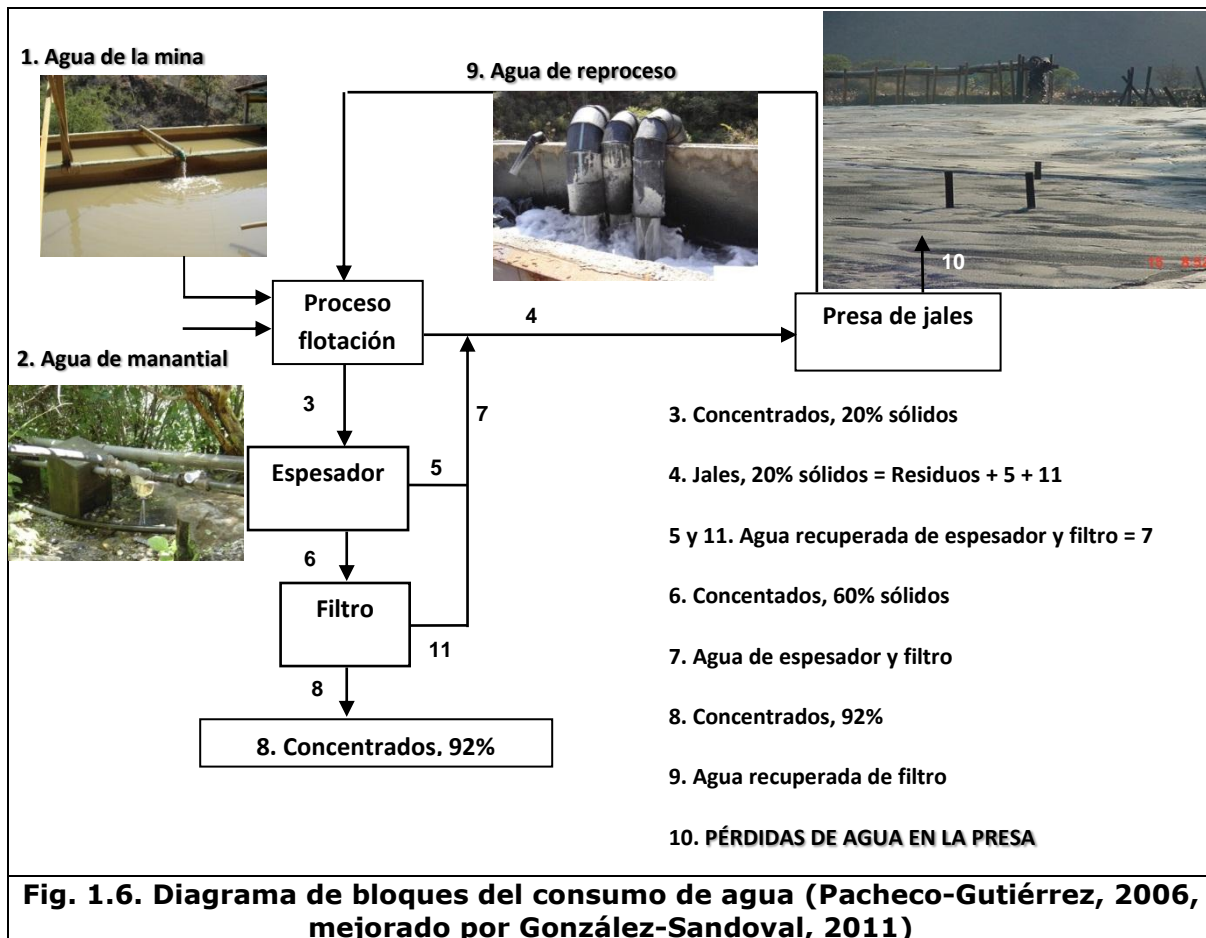 1. Agua de la mina
9. Agua de reproceso
10
Proceso
flotación
4
Presa de jales
2. Agua de manantial
3
7
3. Concentrados, 20% sólidos
Espesador
5
4. Jales, 20% sólidos = Residuos + 5 + 11
5 y 11. Agua recuperada de espesador y filtro = 7
6
6. Concentados, 60% sólidos
Filtro
11
7. Agua de espesador y filtro
8
8. Concentrados, 92%
8. Concentrados, 92%
9. Agua recuperada de filtro
10. PÉRDIDAS DE AGUA EN LA PRESA
Fig. 1.6. Diagrama de bloques del consumo de agua (Pacheco-Gutiérrez, 2006,
mejorado por González-Sandoval, 2011)